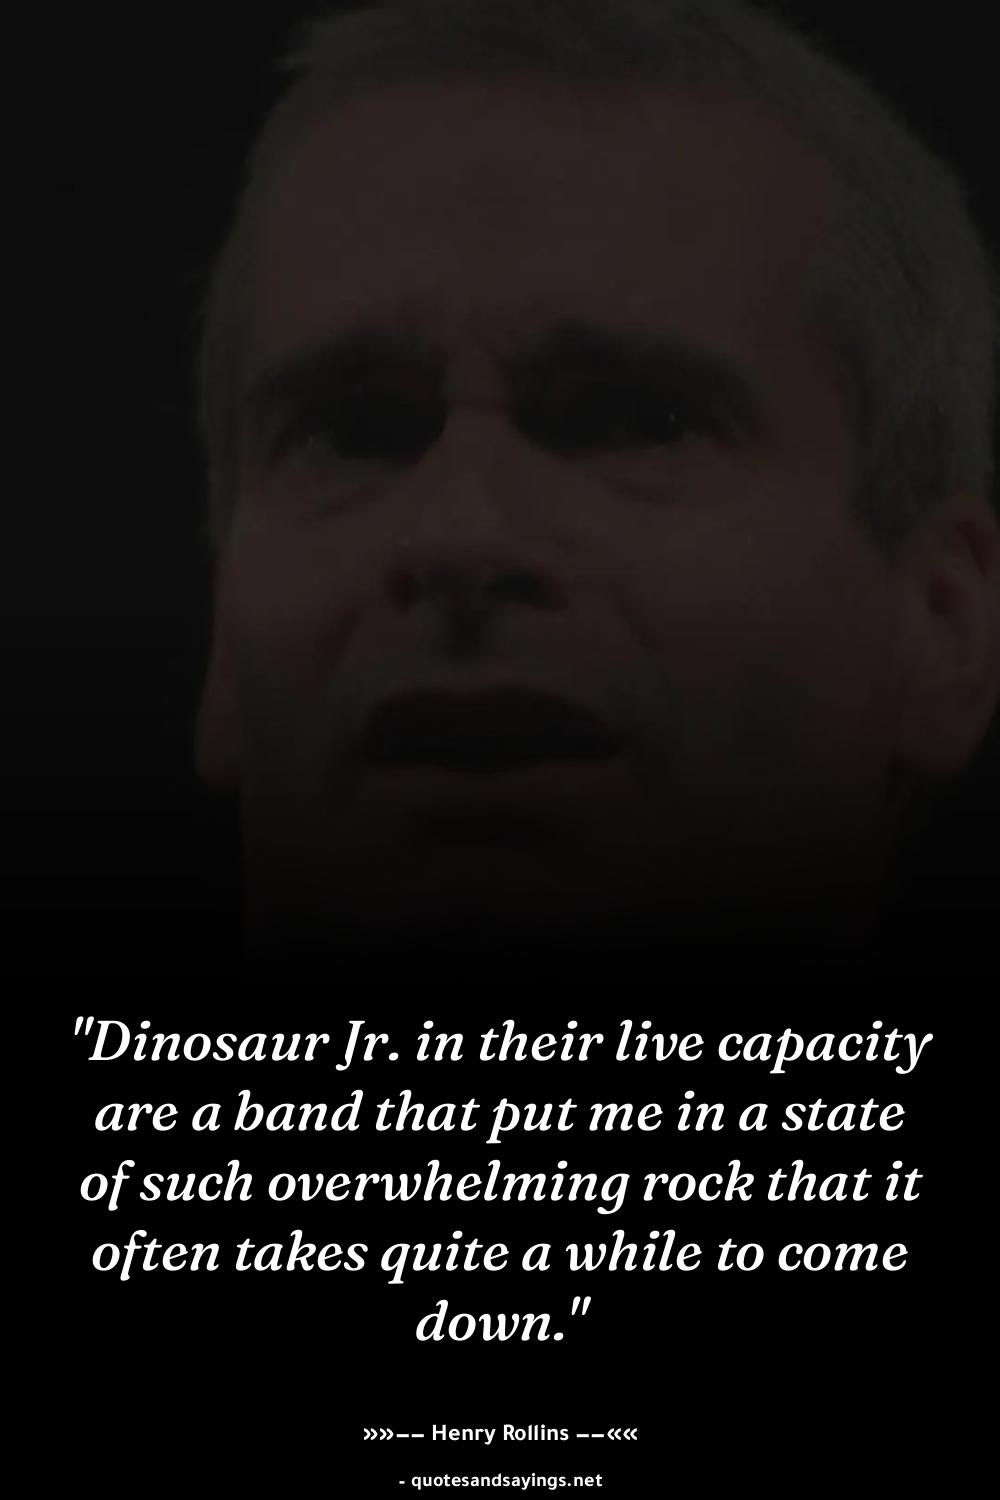 "Dinosaur Jr. in their live capacity
are a band that put me in a state
of such overwhelming rock that it
often takes quite a while to come
down."
»»–– Henry Rollins ––««
- quotesandsayings.net